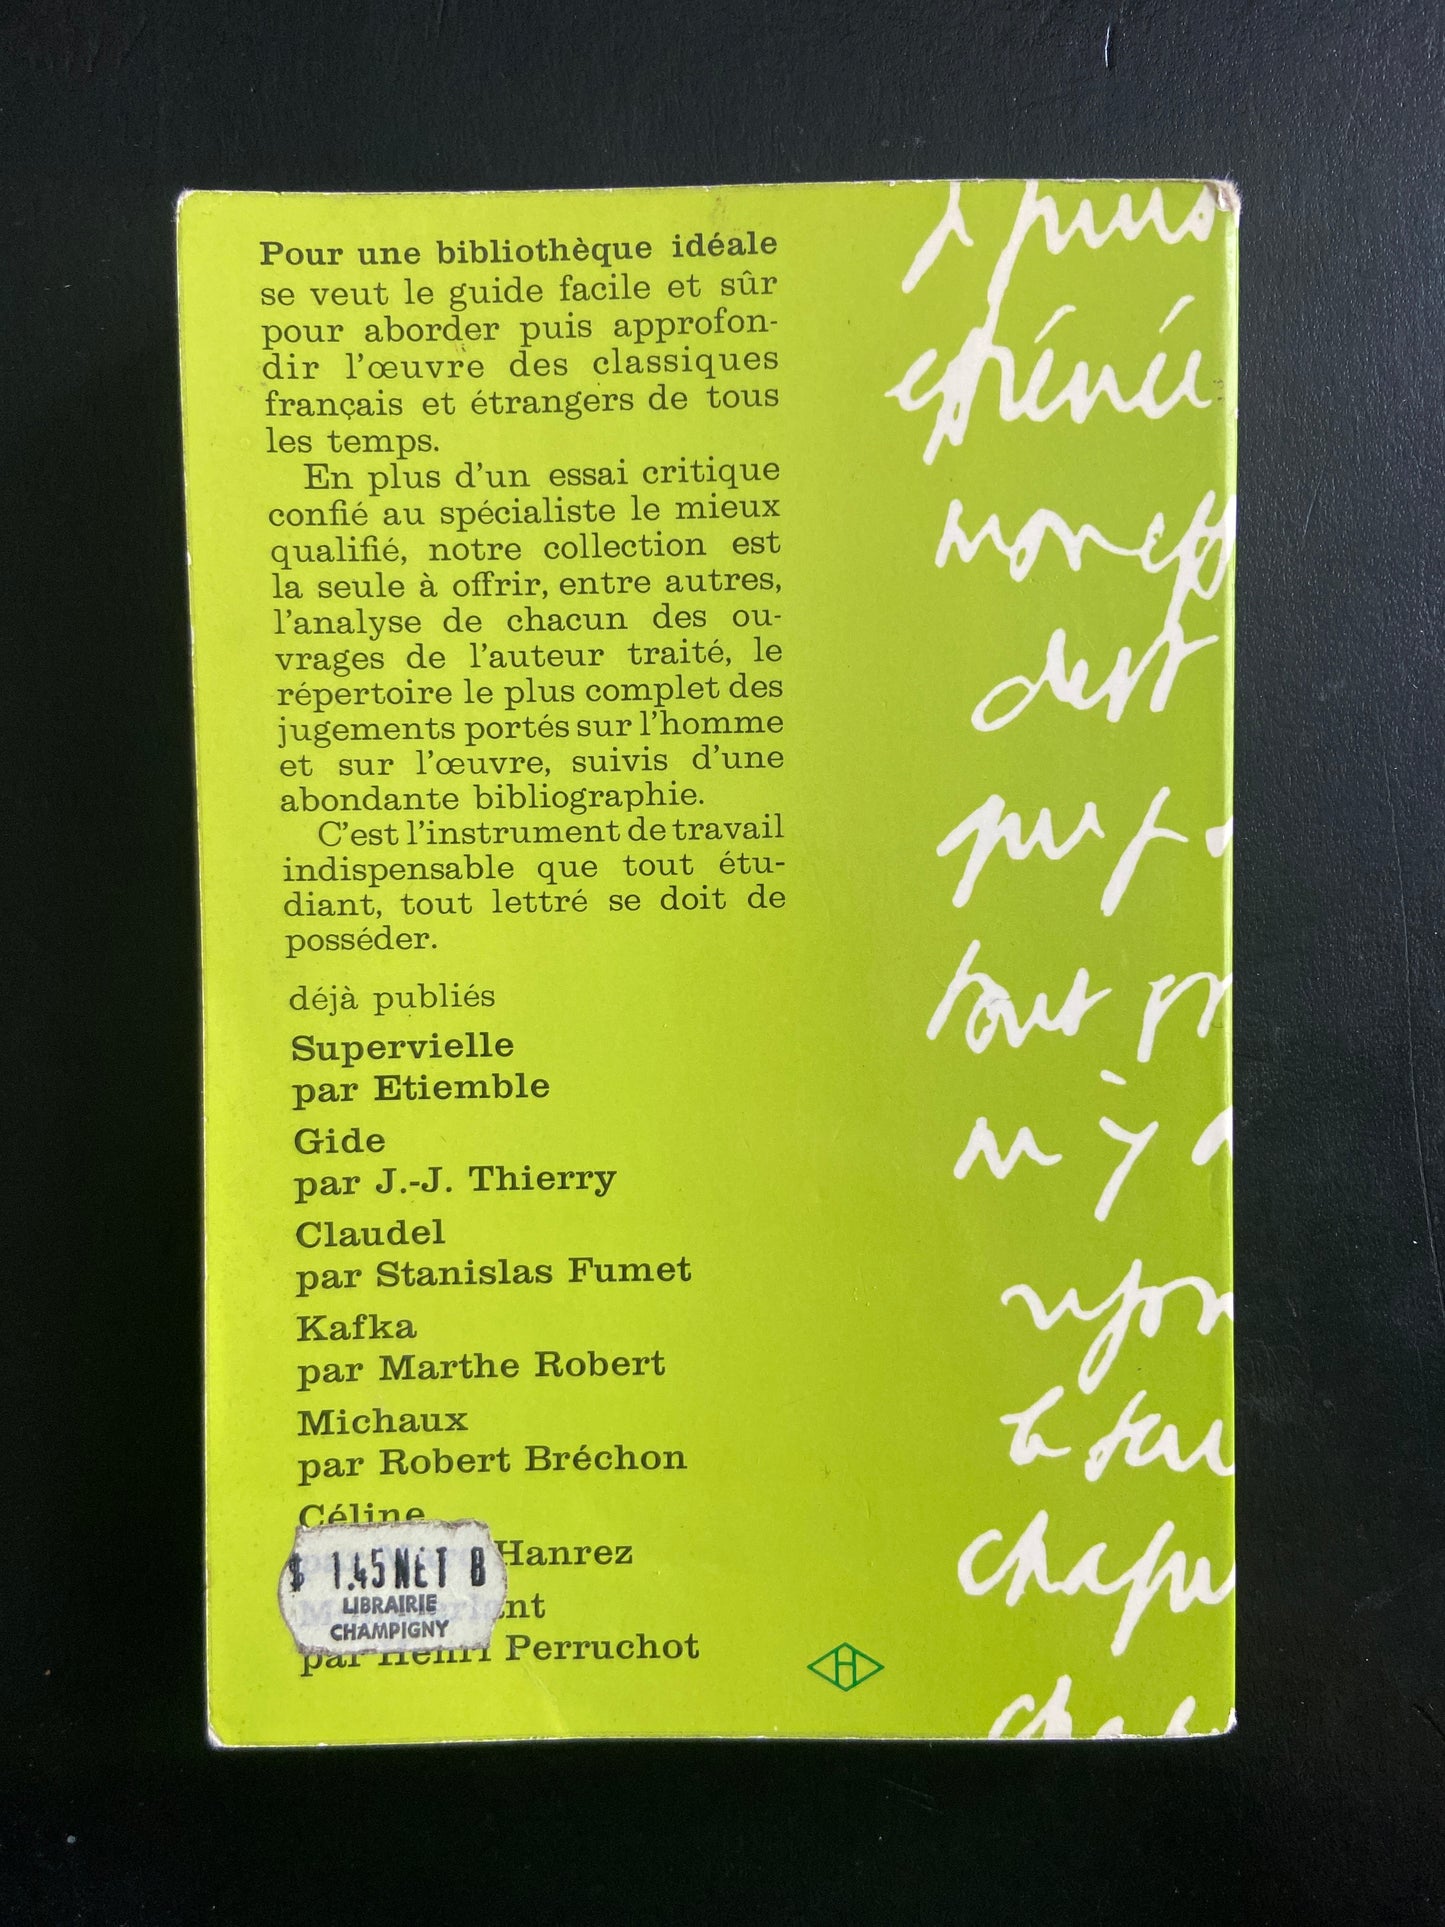 Pour une bibliothèque idéale
se veut le guide facile et sûr
pour aborder puis approfon-
dir l'œuvre des classiques
français et étrangers de tous
les temps.
En plus d'un essai critique
confié au spécialiste le mieux
qualifié, notre collection est
la seule à offrir, entre autres,
l'analyse de chacun des ou-
vrages de l'auteur traité, le
répertoire le plus complet des
jugements portés sur l'homme
et sur l'œuvre, suivis d'une
abondante bibliographie.
C'est l'instrument de travail
indispensable que tout étu-
diant, tout lettré se doit de
posséder.
déjà publiés
Supervielle
par Etiemble
Gide
par J.-J. Thierry
Claudel
par Stanislas Fumet
Kafka
par Marthe Robert
Michaux
par Robert Bréchon
Céline
Hanrez
par Henri Perruchot
$ 1.45 NET B
LIBRAIRIE
CHAMPIGNY
H
puis
dest
tout
n'y
chap